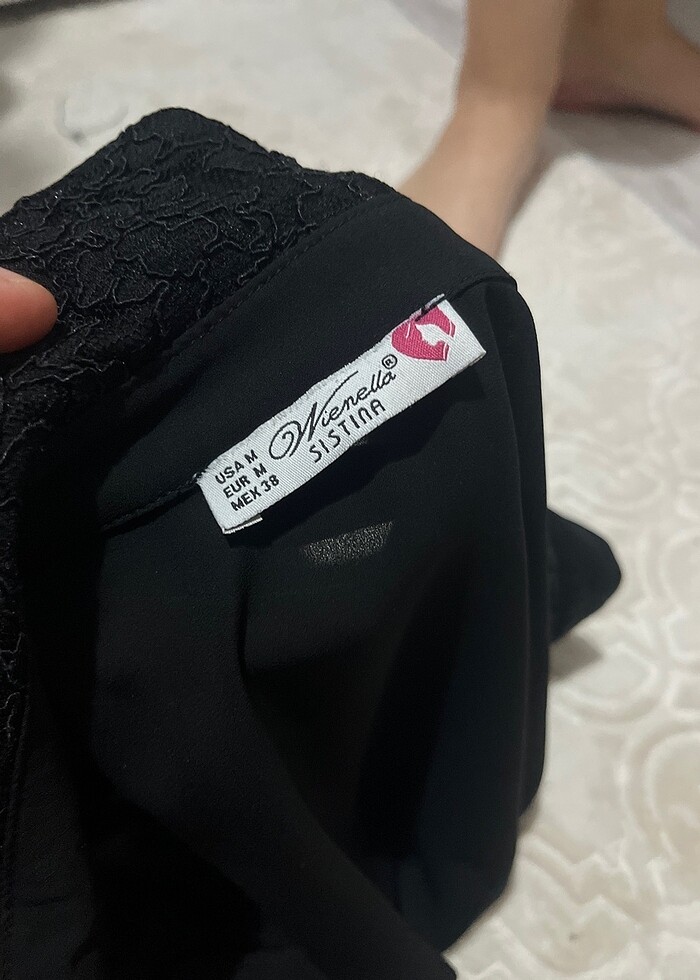 USA M
EUR M
MEX 38
Wienella®
SISTINA